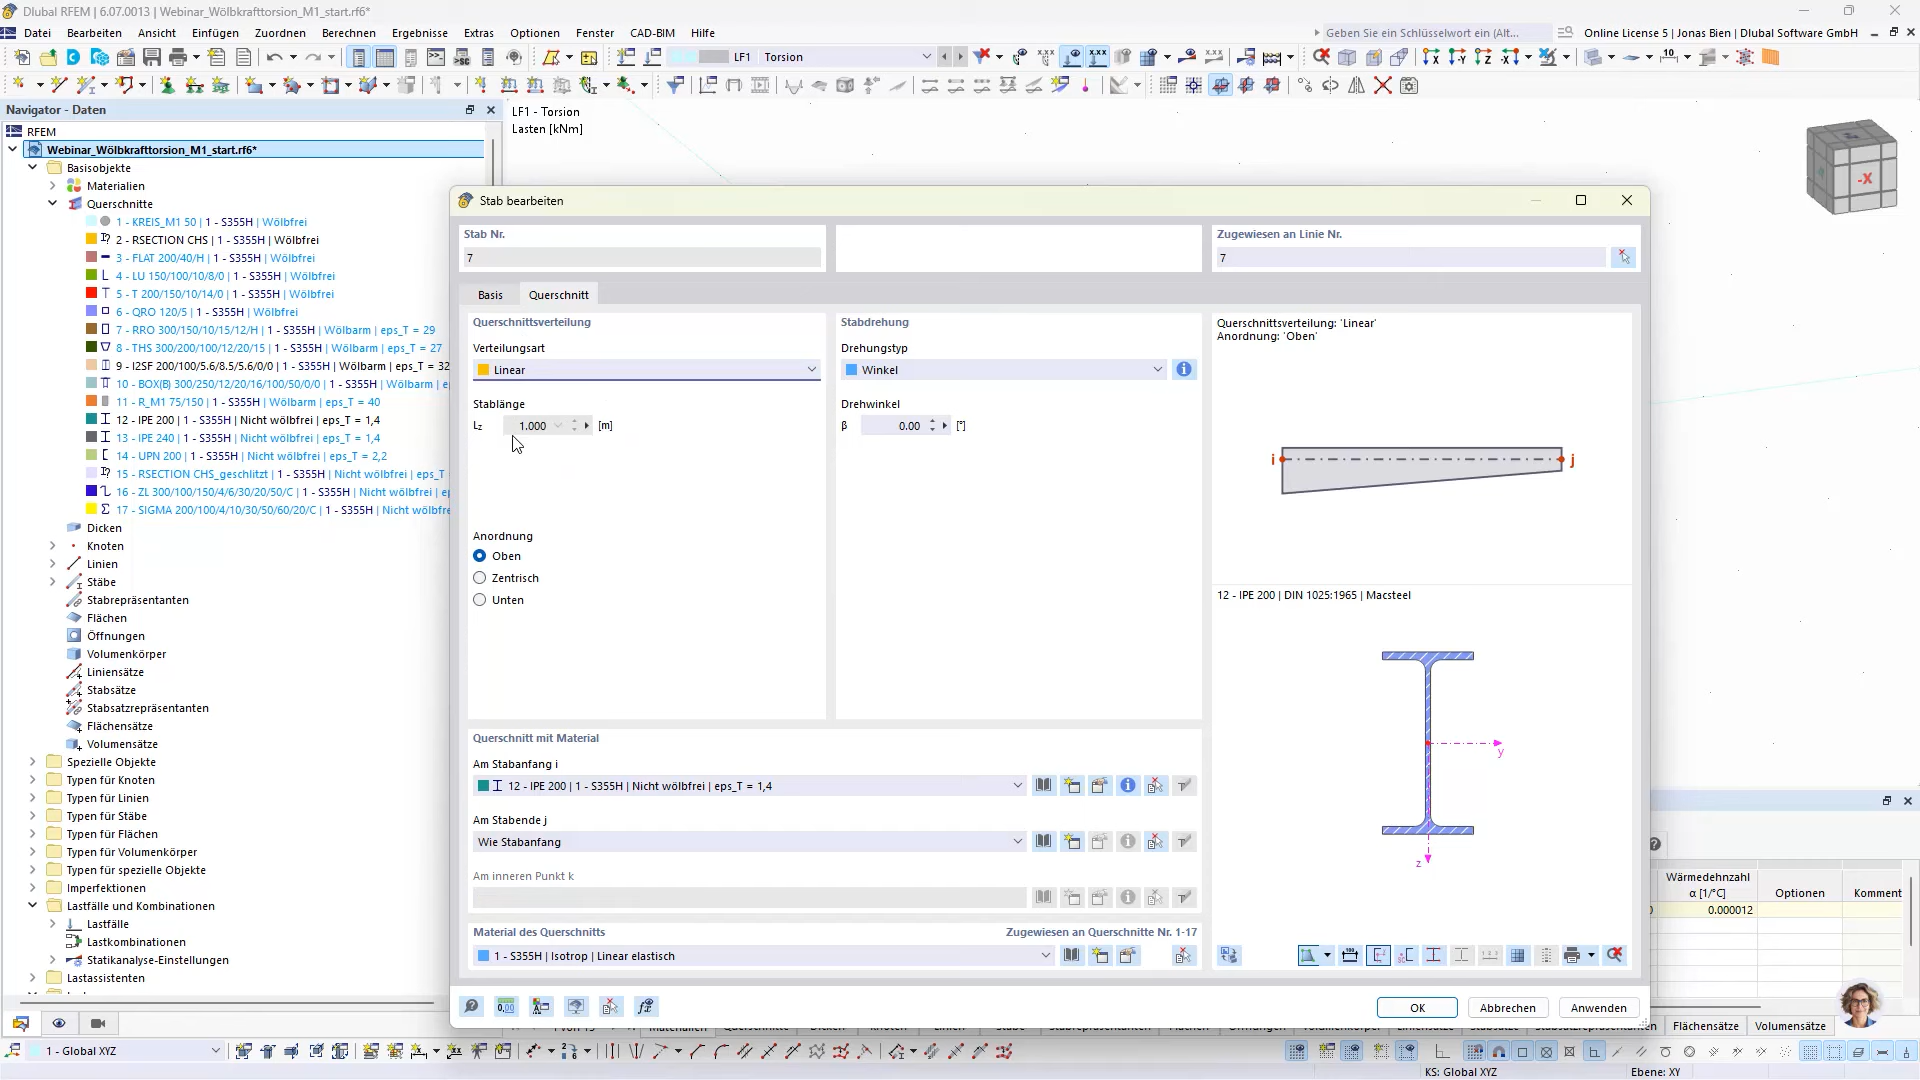 Dlubal RFEM | 6.07.0013 | Webinar_Wölbkrafttorsion_M1_start.rf6*
Datei Bearbeiten Ansicht Einfügen Zuordnen Berechnen Ergebnisse Extras Optionen Fenster CAD-BIM Hilfe
Geben Sie ein Schlüsselwort ein (Alt...
Online License 5 | Jonas Bien | Dlubal Software GmbH
LF1 Torsion
Navigator - Daten
RFEM
Webinar_Wölbkrafttorsion_M1_start.rf6*
Basisobjekte
Materialien
Querschnitte
1 - KREIS_M1 50 | 1 - S355H | Wölbfrei
2 - RSECTION CHS | 1 - S355H | Wölbfrei
3 - FLAT 200/40/H | 1 - S355H | Wölbfrei
4 - LU 150/100/10/8/0 | 1 - S355H | Wölbfrei
5 - T 200/150/10/14/0 | 1 - S355H | Wölbfrei
6 - QRO 120/5 | 1 - S355H | Wölbfrei
7 - RRO 300/150/10/15/12/H | 1 - S355H | Wölbarm | eps_T = 29
8 - THS 300/200/100/12/20/15 | 1 - S355H | Wölbarm | eps_T = 27
9 - I2SF 200/100/5.6/8.5/5.6/0/0 | 1 - S355H | Wölbarm | eps_T = 32
10 - BOX(B) 300/250/12/20/16/100/50/0/0 | 1 - S355H | Wölbarm | e
11 - R_M1 75/150 | 1 - S355H | Wölbarm | eps_T = 40
12 - IPE 200 | 1 - S355H | Nicht wölbfrei | eps_T = 1,4
13 - IPE 240 | 1 - S355H | Nicht wölbfrei | eps_T = 1,4
14 - UPN 200 | 1 - S355H | Nicht wölbfrei | eps_T = 2,2
15 - RSECTION CHS_geschlitzt | 1 - S355H | Nicht wölbfrei | eps_T
16 - ZL 300/100/150/4/6/30/20/50/C | 1 - S355H | Nicht wölbfrei | e
17 - SIGMA 200/100/4/10/30/50/60/20/C | 1 - S355H | Nicht wölbfre
Dicken
Knoten
Linien
Stäbe
Stabrepräsentanten
Flächen
Öffnungen
Volumenkörper
Liniensätze
Stabsätze
Stabsatzrepräsentanten
Flächensätze
Volumensätze
Spezielle Objekte
Typen für Knoten
Typen für Linien
Typen für Stäbe
Typen für Flächen
Typen für Volumenkörper
Typen für spezielle Objekte
Imperfektionen
Lastfälle und Kombinationen
Lastfälle
Lastkombinationen
Statikanalyse-Einstellungen
Lastassistenten
LF1 - Torsion
Lasten [kNm]
-X
Stab bearbeiten
Stab Nr.
7
Zugewiesen an Linie Nr.
7
Basis Querschnitt
Querschnittsverteilung
Verteilungsart
Linear
Stablänge
Lz 1.000 [m]
Anordnung
Oben
Zentrisch
Unten
Stabdrehung
Drehungstyp
Winkel
Drehwinkel
β 0.00 [°]
Querschnittsverteilung: 'Linear'
Anordnung: 'Oben'
i j
Querschnitt mit Material
Am Stabanfang i
12 - IPE 200 | 1 - S355H | Nicht wölbfrei | eps_T = 1,4
Am Stabende j
Wie Stabanfang
Am inneren Punkt k
Material des Querschnitts Zugewiesen an Querschnitte Nr. 1-17
1 - S355H | Isotrop | Linear elastisch
12 - IPE 200 | DIN 1025:1965 | Macsteel
y
z
OK Abbrechen Anwenden
Wärmedehnzahl
α [1/°C] Optionen Komment
0.000012
Flächensätze Volumensätze
1 - Global XYZ
KS: Global XYZ Ebene: XY